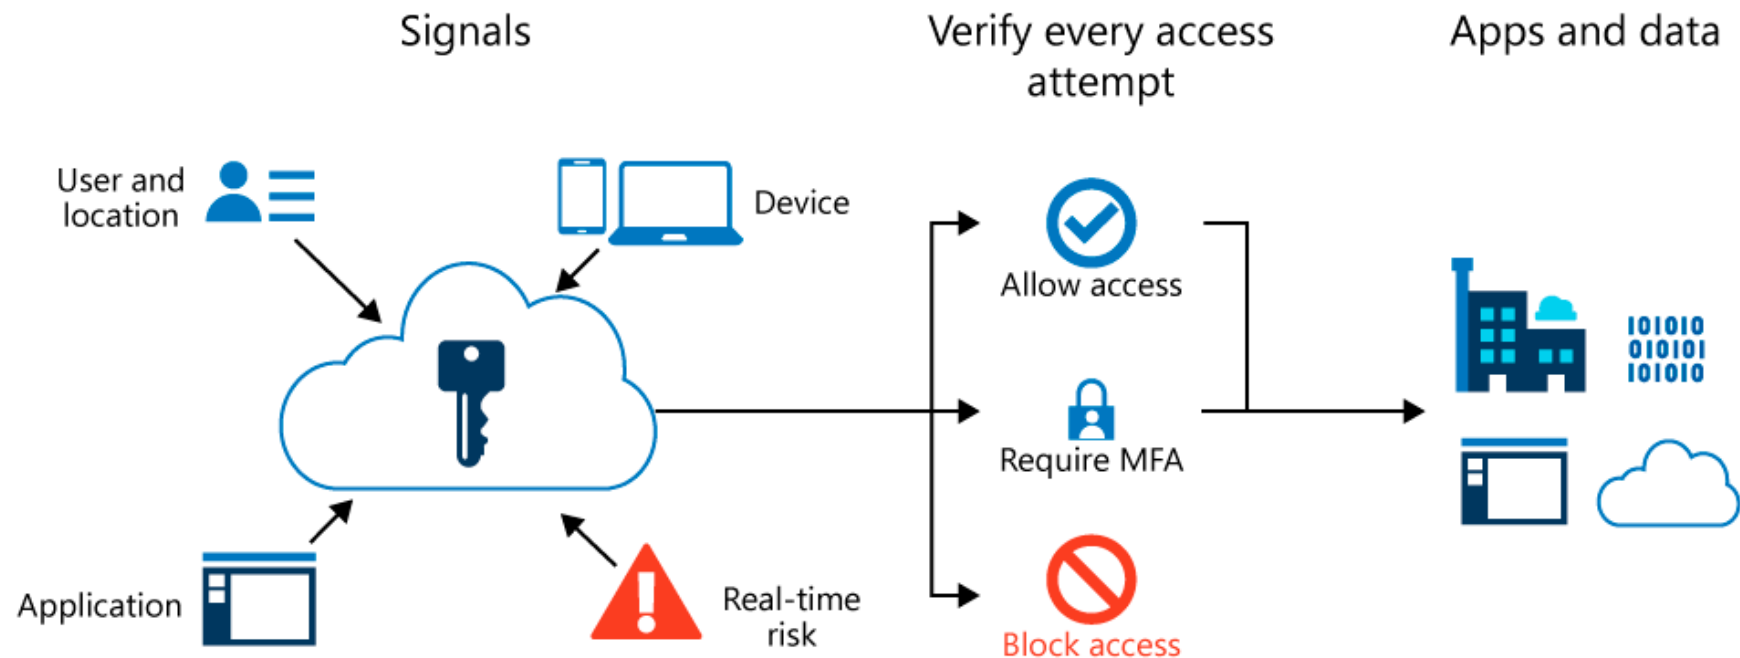 Signals
Verify every access
attempt
Apps and data
User and
location
Device
Application
Real-time
risk
Allow access
Require MFA
Block access
101010
010101
101010